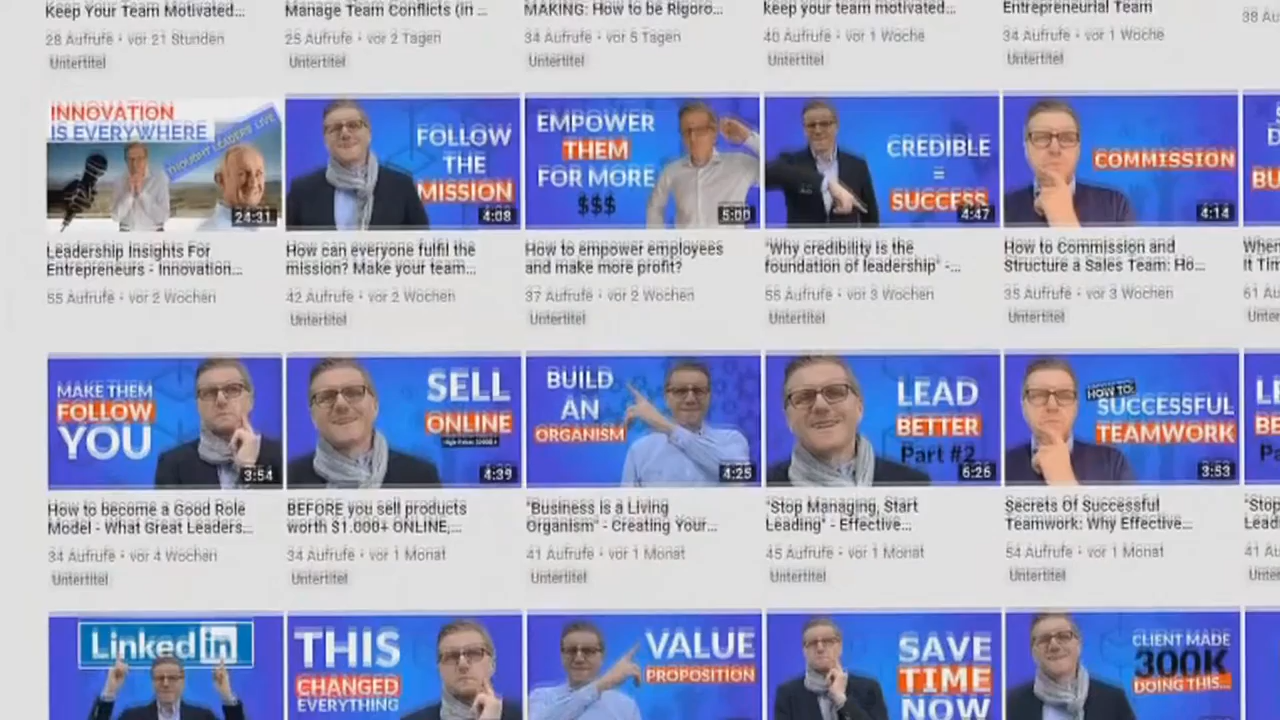 Keep Your Team Motivated...
28 Aufrufe • vor 21 Stunden
Untertitel
Manage Team Conflicts (in ...
25 Aufrufe • vor 2 Tagen
Untertitel
MAKING: How to be Rigoro...
34 Aufrufe • vor 5 Tagen
Untertitel
keep your team motivated...
40 Aufrufe • vor 1 Woche
Untertitel
Entrepreneurial Team
34 Aufrufe • vor 1 Woche
Untertitel
INNOVATION
IS EVERYWHERE
THOUGHT LEADERS' LIVE
24:31
Leadership Insights For
Entrepreneurs - Innovation...
55 Aufrufe • vor 2 Wochen
FOLLOW
THE
MISSION
4:08
How can everyone fulfil the
mission? Make your team...
42 Aufrufe • vor 2 Wochen
Untertitel
EMPOWER
THEM
FOR MORE
$$$
5:00
How to empower employees
and make more profit?
37 Aufrufe • vor 2 Wochen
Untertitel
CREDIBLE
=
SUCCESS
4:47
"Why credibility is the
foundation of leadership" -...
55 Aufrufe • vor 3 Wochen
Untertitel
COMMISSION
4:14
How to Commission and
Structure a Sales Team: Ho...
35 Aufrufe • vor 3 Wochen
Untertitel
MAKE THEM
FOLLOW
YOU
3:54
How to become a Good Role
Model - What Great Leaders...
34 Aufrufe • vor 4 Wochen
Untertitel
SELL
ONLINE
4:39
BEFORE you sell products
worth $1.000+ ONLINE,...
34 Aufrufe • vor 1 Monat
Untertitel
BUILD
AN
ORGANISM
4:25
"Business is a Living
Organism" - Creating Your...
41 Aufrufe • vor 1 Monat
Untertitel
LEAD
BETTER
Part #2
6:26
"Stop Managing, Start
Leading" - Effective...
45 Aufrufe • vor 1 Monat
Untertitel
HOW TO:
SUCCESSFUL
TEAMWORK
3:53
Secrets Of Successful
Teamwork: Why Effective...
54 Aufrufe • vor 1 Monat
Untertitel
Linked in
THIS
CHANGED
EVERYTHING
VALUE
PROPOSITION
SAVE
TIME
NOW
CLIENT MADE
300K
DOING THIS...